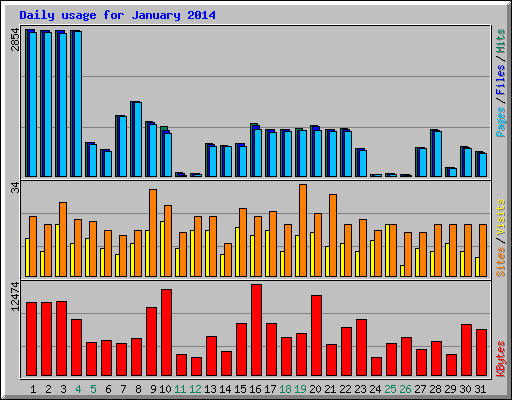 Daily usage for January 2014
2854
Pages/Files/Hits
34
Sites/Visits
12474
KBytes
1 2 3 4 5 6 7 8 9 10 11 12 13 14 15 16 17 18 19 20 21 22 23 24 25 26 27 28 29 30 31